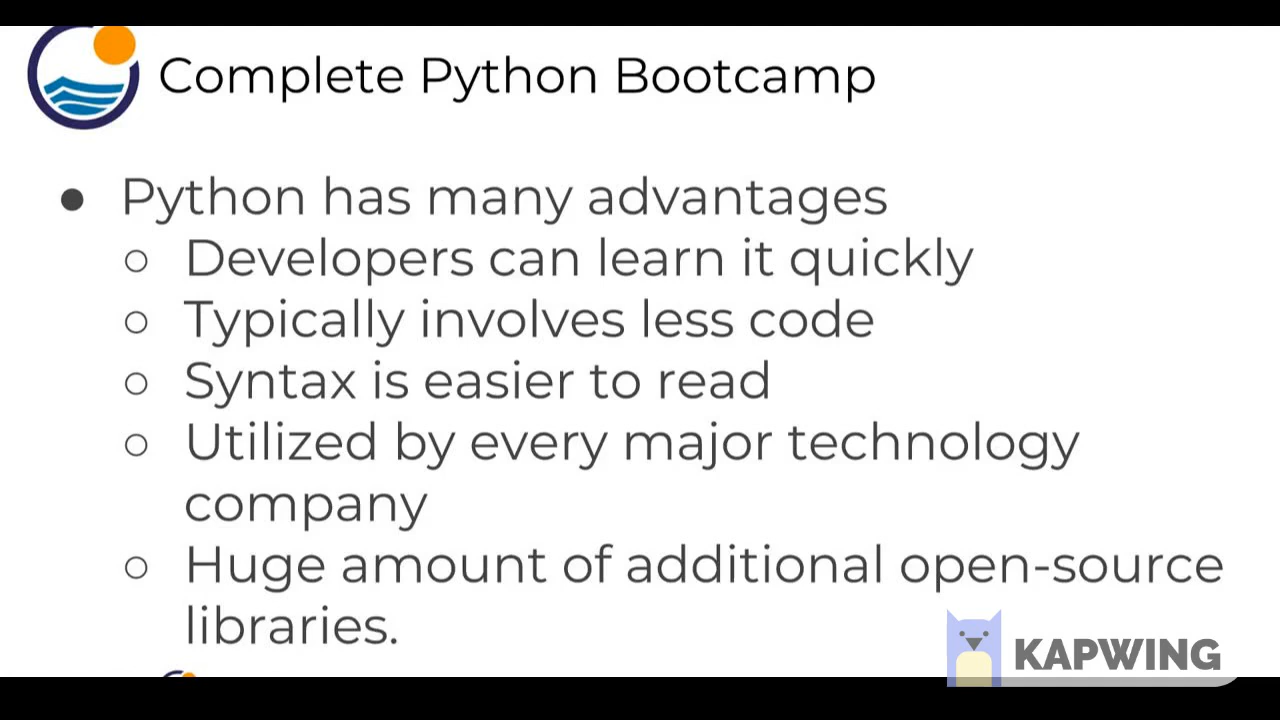 Complete Python Bootcamp
● Python has many advantages
○ Developers can learn it quickly
○ Typically involves less code
○ Syntax is easier to read
○ Utilized by every major technology
company
○ Huge amount of additional open-source
libraries.
KAPWING